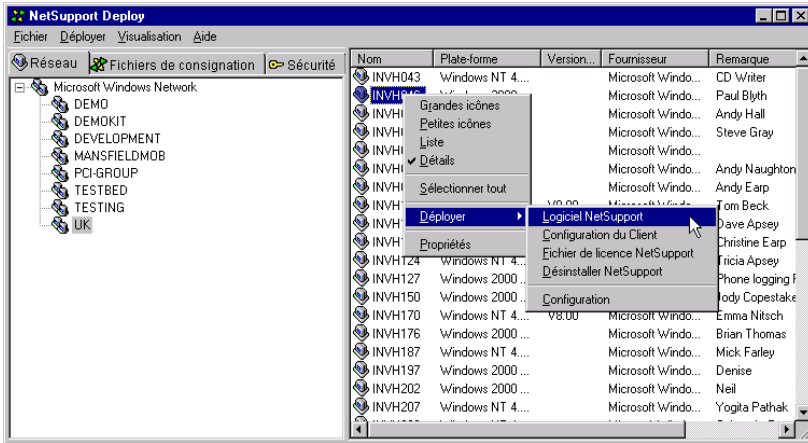 NetSupport Deploy
Fichier Déployer Visualisation Aide
Réseau Fichiers de consignation Sécurité
Microsoft Windows Network
DEMO
DEMOKIT
DEVELOPMENT
MANSFIELDMOB
PCI-GROUP
TESTBED
TESTING
UK
Nom Plate-forme Version... Fournisseur Remarque
INVH043 Windows NT 4.... Microsoft Windo... CD Writer
Microsoft Windo... Paul Blyth
Microsoft Windo... Andy Hall
Microsoft Windo... Steve Gray
Microsoft Windo...
Microsoft Windo... Andy Naughton
Microsoft Windo... Andy Earp
Tom Beck
Dave Apsey
Christine Earp
INVH124 Windows NT 4.... Tricia Apsey
INVH127 Windows 2000 ... Phone logging
INVH150 Windows 2000 ... Jody Copestake
INVH170 Windows NT 4.... V8.00 Microsoft Windo... Emma Nitsch
INVH176 Windows 2000 ... Microsoft Windo... Brian Thomas
INVH187 Windows NT 4.... Microsoft Windo... Mick Farley
INVH197 Windows 2000 ... Microsoft Windo... Denise
INVH202 Windows 2000 ... Microsoft Windo... Neil
INVH207 Windows NT 4.... Microsoft Windo... Yogita Pathak
Grandes icônes
Petites icônes
Liste
Détails
Sélectionner tout
Déployer
Propriétés
Logiciel NetSupport
Configuration du Client
Fichier de licence NetSupport
Désinstaller NetSupport
Configuration